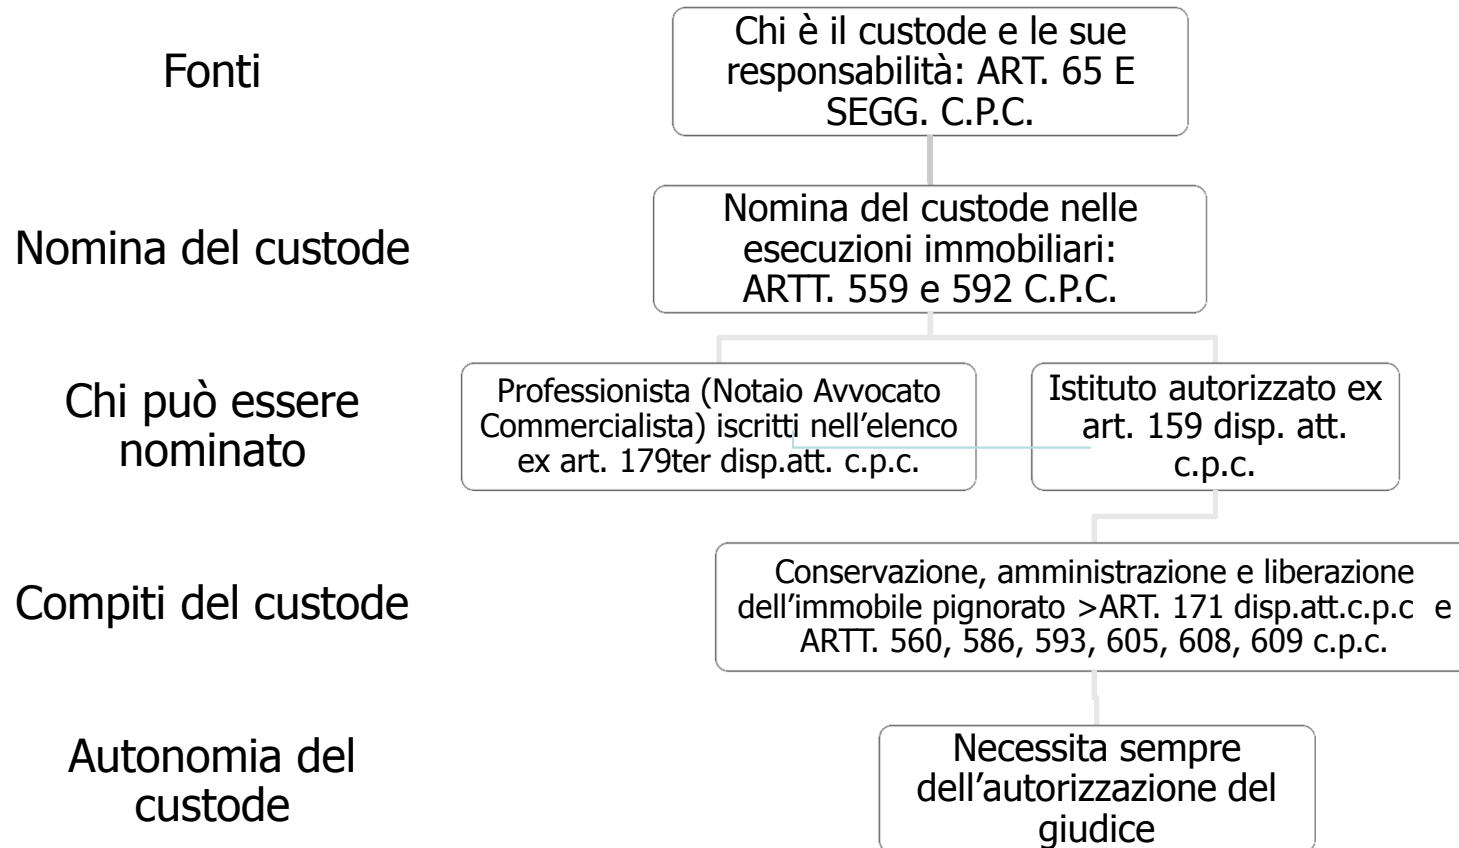 Fonti
Chi è il custode e le sue
responsabilità: ART. 65 E
SEGG. C.P.C.
Nomina del custode
Nomina del custode nelle
esecuzioni immobiliari:
ARTT. 559 e 592 C.P.C.
Chi può essere
nominato
Professionista (Notaio Avvocato
Commercialista) iscritti nell’elenco
ex art. 179ter disp.att. c.p.c.
Istituto autorizzato ex
art. 159 disp. att.
c.p.c.
Compiti del custode
Conservazione, amministrazione e liberazione
dell’immobile pignorato >ART. 171 disp.att.c.p.c e
ARTT. 560, 586, 593, 605, 608, 609 c.p.c.
Autonomia del
custode
Necessita sempre
dell’autorizzazione del
giudice